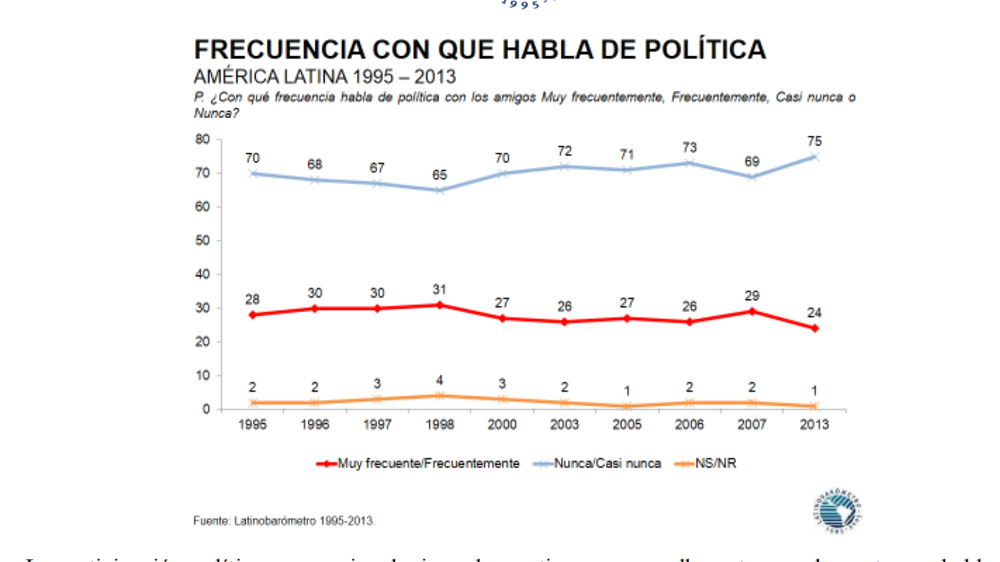 1995
FRECUENCIA CON QUE HABLA DE POLÍTICA
AMÉRICA LATINA 1995 – 2013
P. ¿Con qué frecuencia habla de política con los amigos Muy frecuentemente, Frecuentemente, Casi nunca o
Nunca?
80
70
60
50
40
30
20
10
0
70 68 67 65 70 72 71 73 69 75
28 30 30 31 27 26 27 26 29 24
2 2 3 4 3 2 1 2 2 1
1995 1996 1997 1998 2000 2003 2005 2006 2007 2013
Muy frecuente/Frecuentemente Nunca/Casi nunca NS/NR
LATINOBARÓMETRO
Fuente: Latinobarómetro 1995-2013.